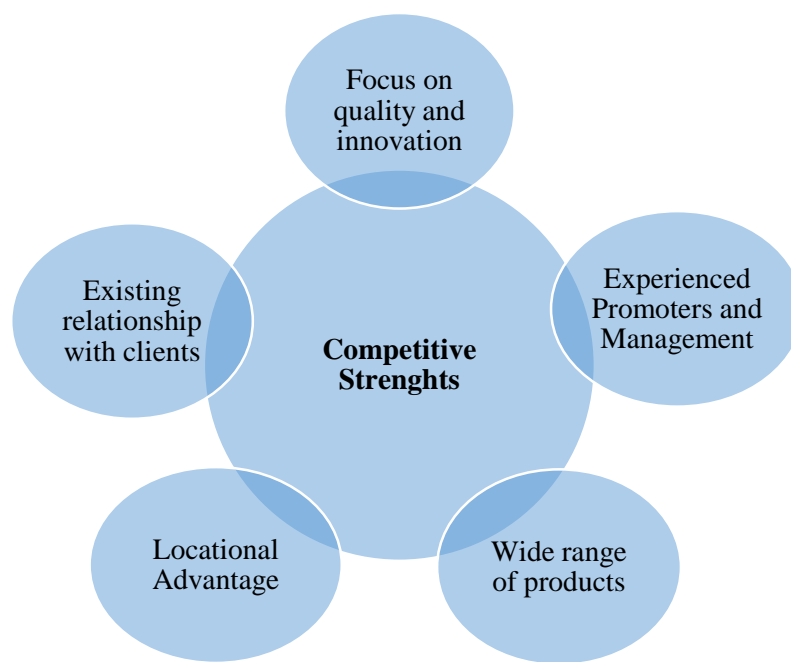 Focus on
quality and
innovation
Experienced
Promoters and
Management
Wide range
of products
Locational
Advantage
Existing
relationship
with clients
Competitive
Strenghts